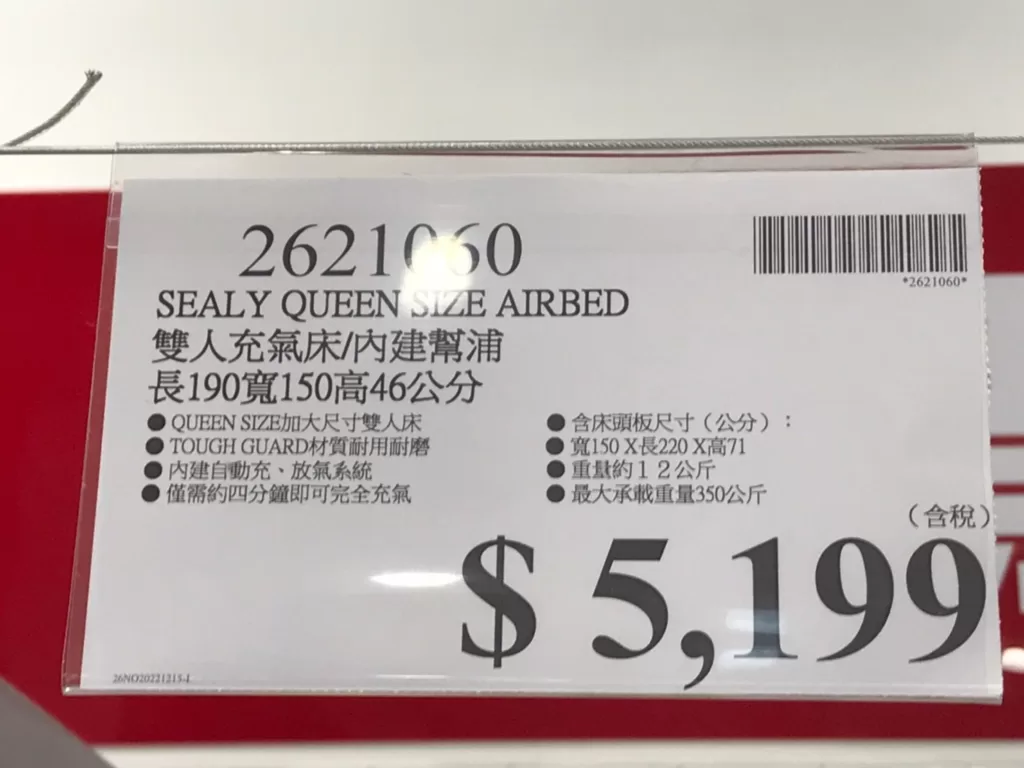 2621060
*2621060*
SEALY QUEEN SIZE AIRBED
雙人充氣床/內建幫浦
長190寬150高46公分
●QUEEN SIZE加大尺寸雙人床
●TOUGH GUARD材質耐用耐磨
●內建自動充、放氣系統
●僅需約四分鐘即可完全充氣
●含床頭板尺寸（公分）：
●寬150 X長220 X高71
●重量約１２公斤
●最大承載重量350公斤
（含稅）
$ 5,199
26NO20221215-1